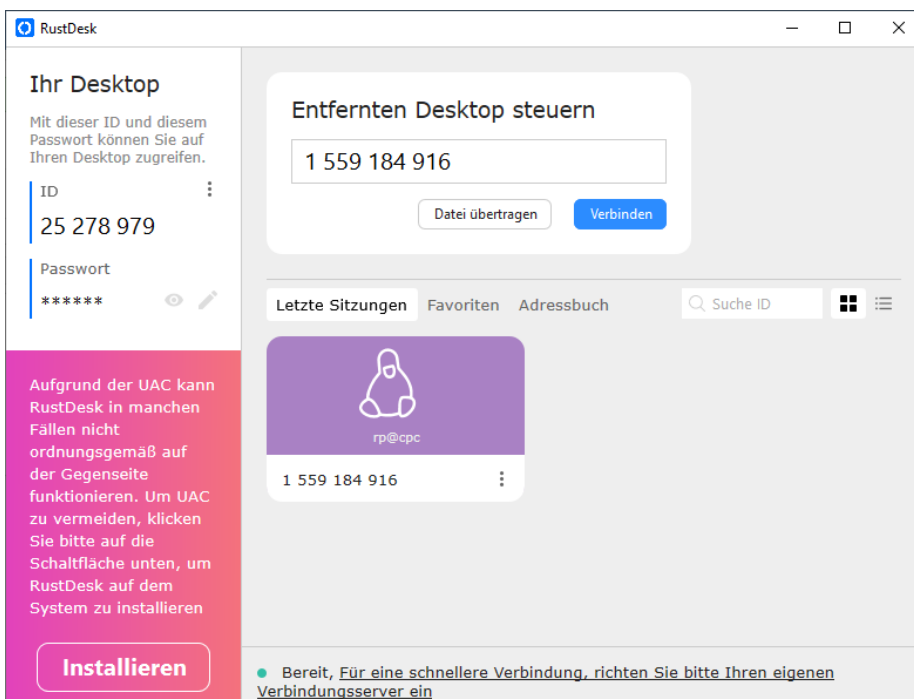 RustDesk
Ihr Desktop
Mit dieser ID und diesem
Passwort können Sie auf
Ihren Desktop zugreifen.
ID
25 278 979
Passwort
******
Aufgrund der UAC kann
RustDesk in manchen
Fällen nicht
ordnungsgemäß auf
der Gegenseite
funktionieren. Um UAC
zu vermeiden, klicken
Sie bitte auf die
Schaltfläche unten, um
RustDesk auf dem
System zu installieren
Installieren
Entfernten Desktop steuern
1 559 184 916
Datei übertragen
Verbinden
Letzte Sitzungen
Favoriten
Adressbuch
Suche ID
rp@cpc
1 559 184 916
Bereit, Für eine schnellere Verbindung, richten Sie bitte Ihren eigenen
Verbindungsserver ein